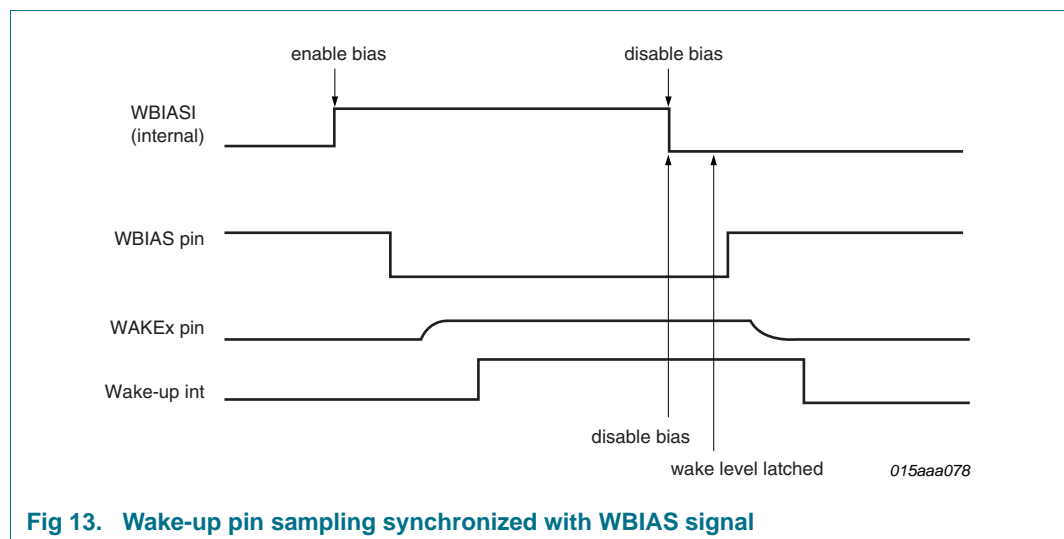 enable bias
disable bias
WBIASI
(internal)
WBIAS pin
WAKEx pin
Wake-up int
disable bias
wake level latched
015aaa078
Fig 13. Wake-up pin sampling synchronized with WBIAS signal